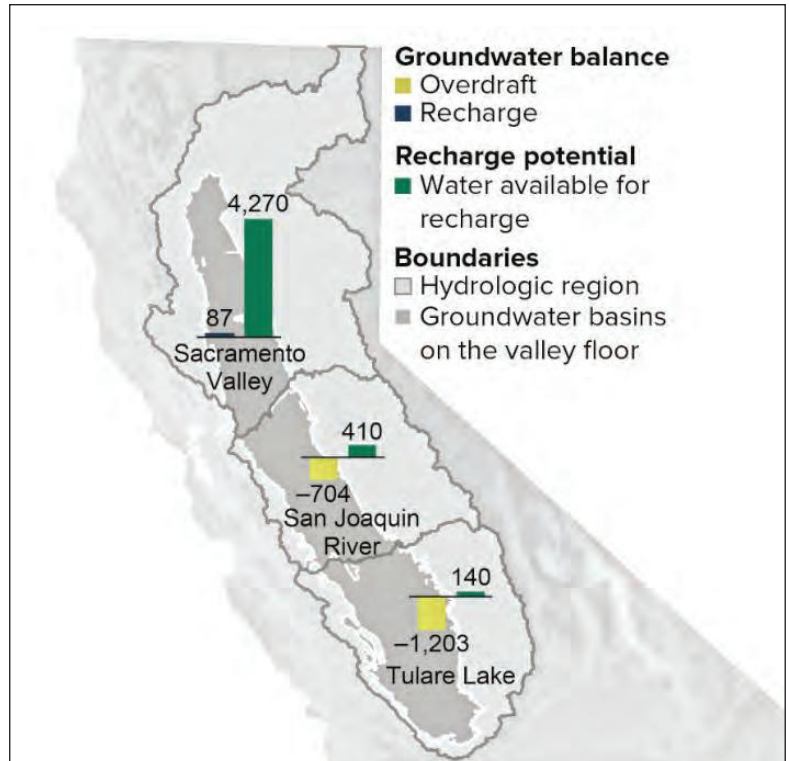 Groundwater balance
Overdraft
Recharge
Recharge potential
Water available for
recharge
Boundaries
Hydrologic region
Groundwater basins
on the valley floor
4,270
87
Sacramento
Valley
410
–704
San Joaquin
River
140
–1,203
Tulare Lake